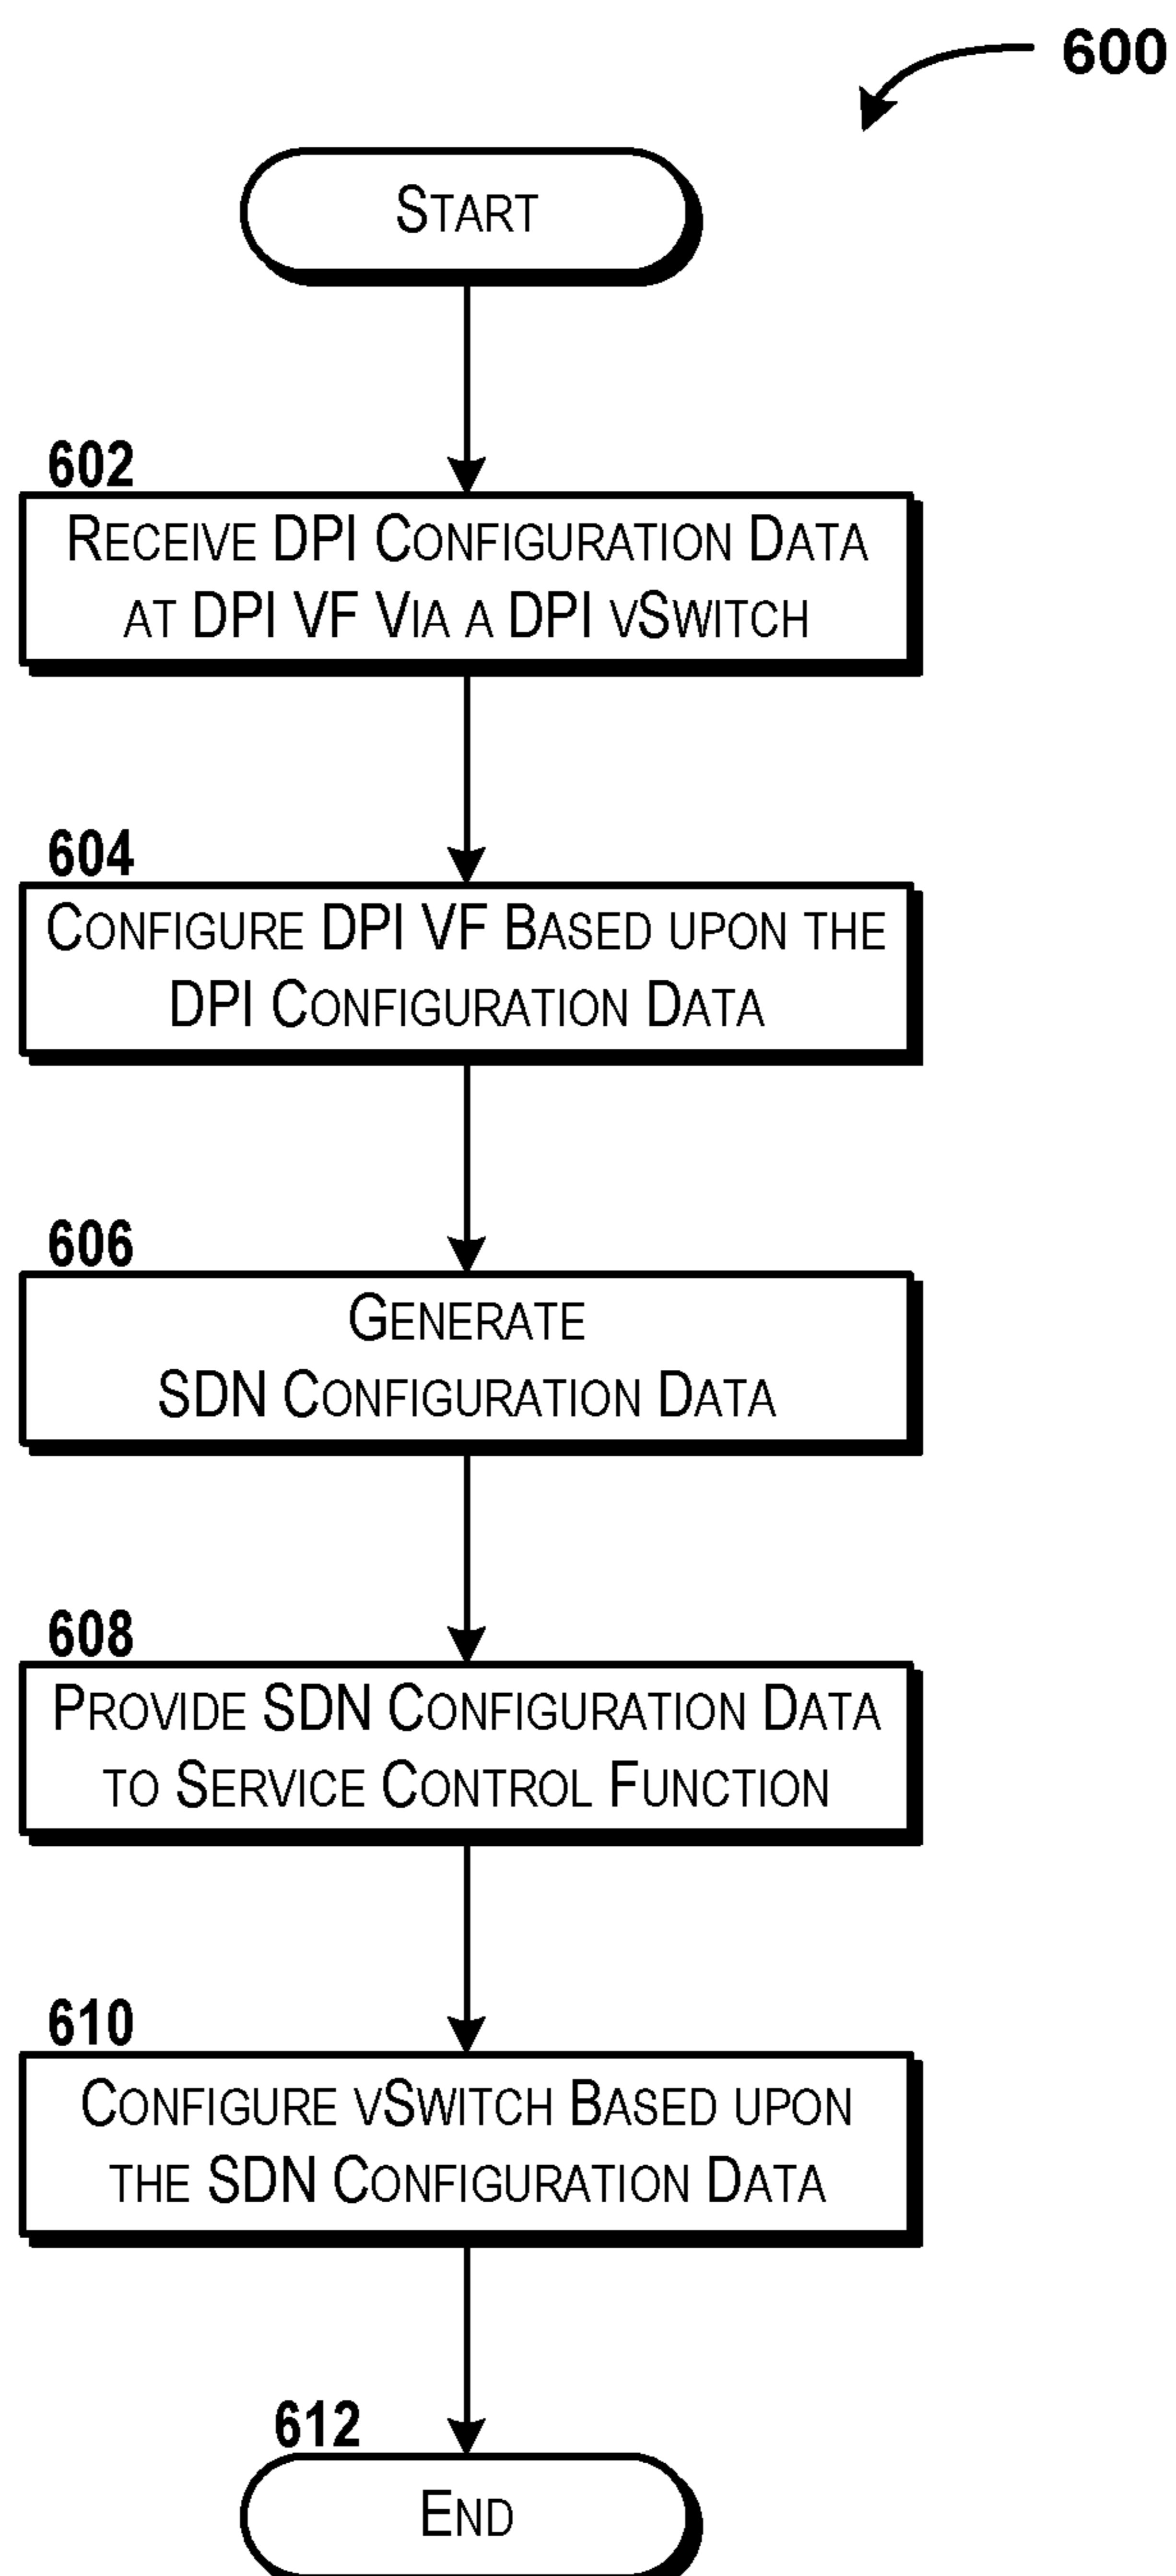 600
START
602
RECEIVE DPI CONFIGURATION DATA
AT DPI VF VIA A DPI VSWITCH
604
CONFIGURE DPI VF BASED UPON THE
DPI CONFIGURATION DATA
606
GENERATE
SDN CONFIGURATION DATA
608
PROVIDE SDN CONFIGURATION DATA
TO SERVICE CONTROL FUNCTION
610
CONFIGURE VSWITCH BASED UPON
THE SDN CONFIGURATION DATA
612
END